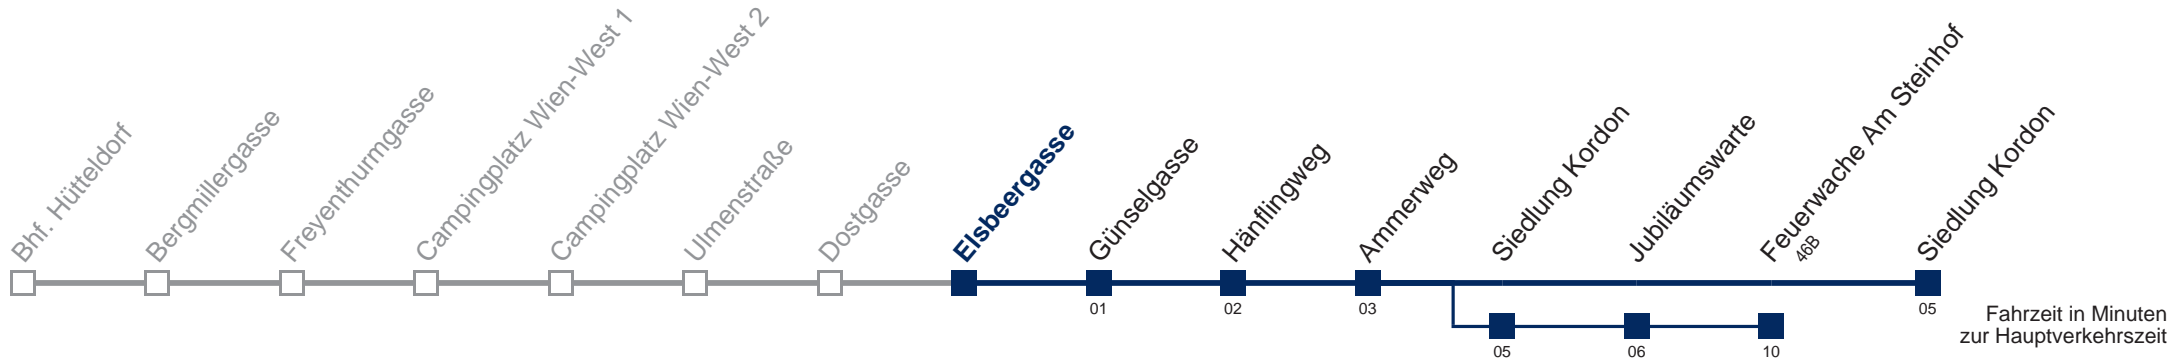 Bhf. Hütteldorf
Bergmillergasse
Freyenthurmgasse
Campingplatz Wien-West 1
Campingplatz Wien-West 2
Ulmenstraße
Dostgasse
Elsbeergasse
Günselgasse
Hänflingweg
Ammerweg
Siedlung Kordon
Jubiläumswarte
Feuerwache Am Steinhof
46B
Siedlung Kordon
01
02
03
05
05
06
10
Fahrzeit in Minuten
zur Hauptverkehrszeit